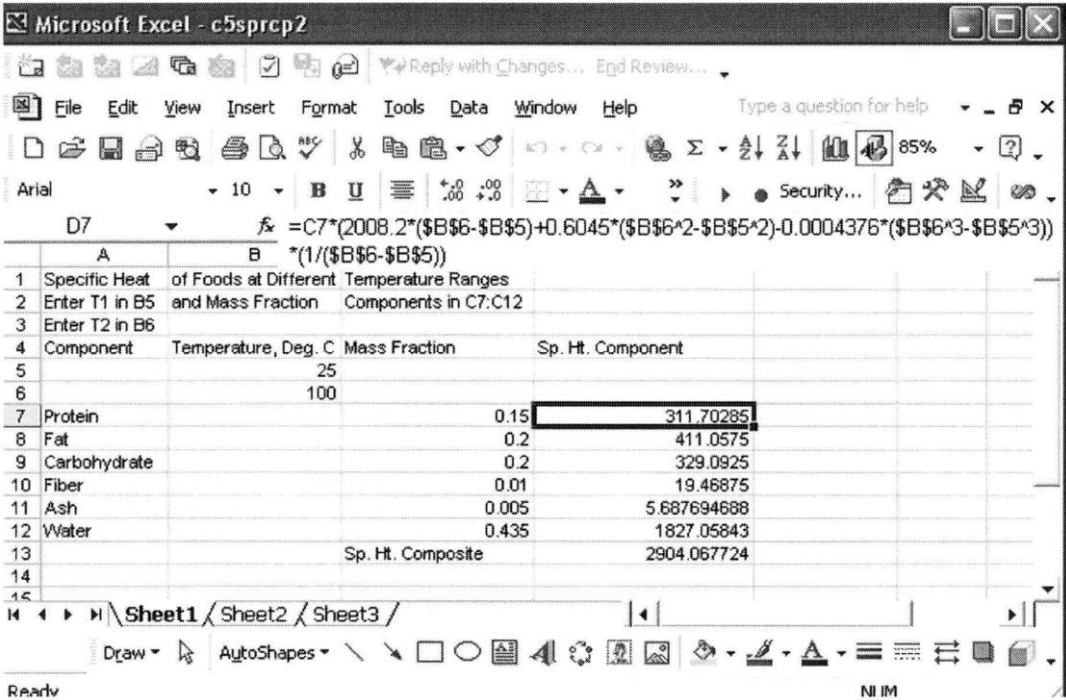 Microsoft Excel - c5sprcp2
Reply with Changes... End Review...
File Edit View Insert Format Tools Data Window Help Type a question for help
ABC Σ A Z Z A 85% ?
Arial 10 B U .0 .00 .00 .0 A » Security...
D7 fx =C7*(2008.2*($B$6-$B$5)+0.6045*($B$6^2-$B$5^2)-0.0004376*($B$6^3-$B$5^3))
*(1/($B$6-$B$5))
A B
1 Specific Heat of Foods at Different Temperature Ranges
2 Enter T1 in B5 and Mass Fraction Components in C7:C12
3 Enter T2 in B6
4 Component Temperature, Deg. C Mass Fraction Sp. Ht. Component
5 25
6 100
7 Protein 0.15 311.70285
8 Fat 0.2 411.0575
9 Carbohydrate 0.2 329.0925
10 Fiber 0.01 19.46875
11 Ash 0.005 5.687694688
12 Water 0.435 1827.05843
13 Sp. Ht. Composite 2904.067724
14
15
Sheet1 Sheet2 Sheet3
Draw AutoShapes A A
Ready NUM